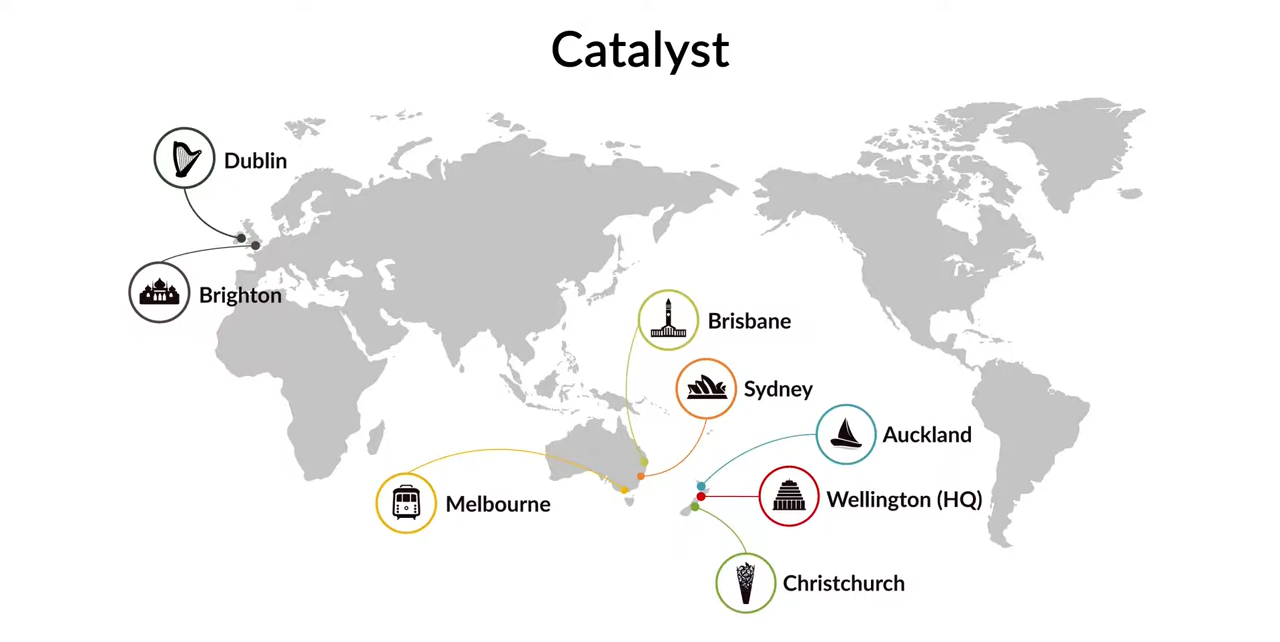 Catalyst
Dublin
Brighton
Brisbane
Sydney
Auckland
Wellington (HQ)
Melbourne
Christchurch